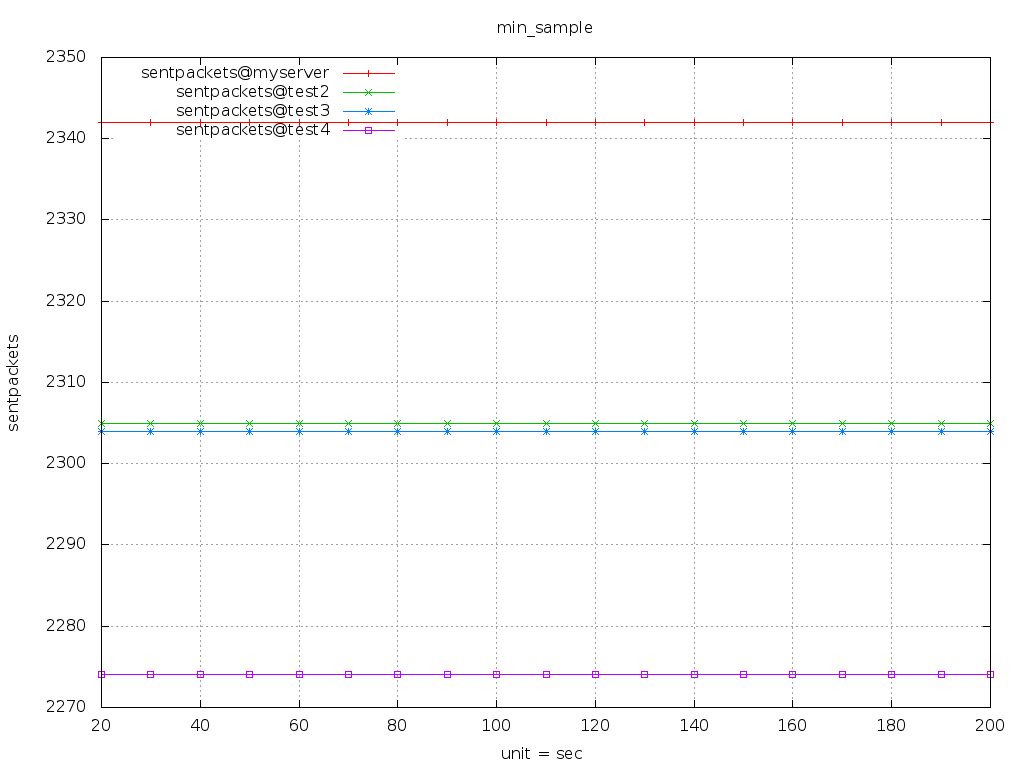 min_sample
2350
sentpackets@myserver
sentpackets@test2
sentpackets@test3
sentpackets@test4
2340
2330
2320
2310
2300
2290
2280
2270
sentpackets
20 40 60 80 100 120 140 160 180 200
unit = sec